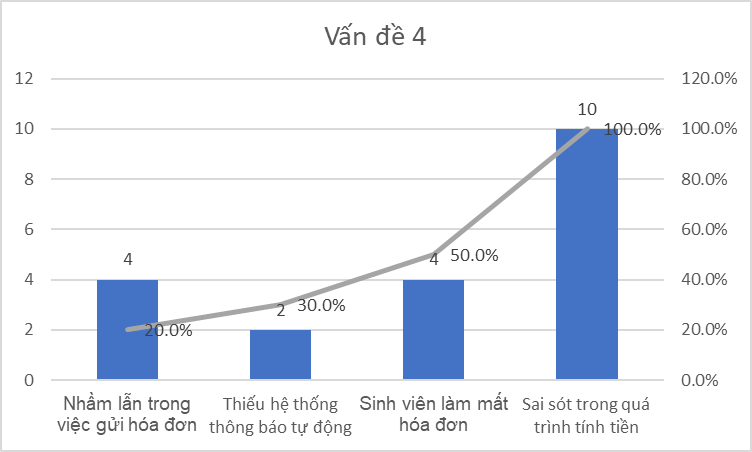 Vấn đề 4
12
10
8
6
4
2
0
120.0%
100.0%
80.0%
60.0%
40.0%
20.0%
0.0%
4
2
4
10
20.0%
30.0%
50.0%
100.0%
Nhầm lẫn trong
việc gửi hóa đơn
Thiếu hệ thống
thông báo tự động
Sinh viên làm mất
hóa đơn
Sai sót trong quá
trình tính tiền